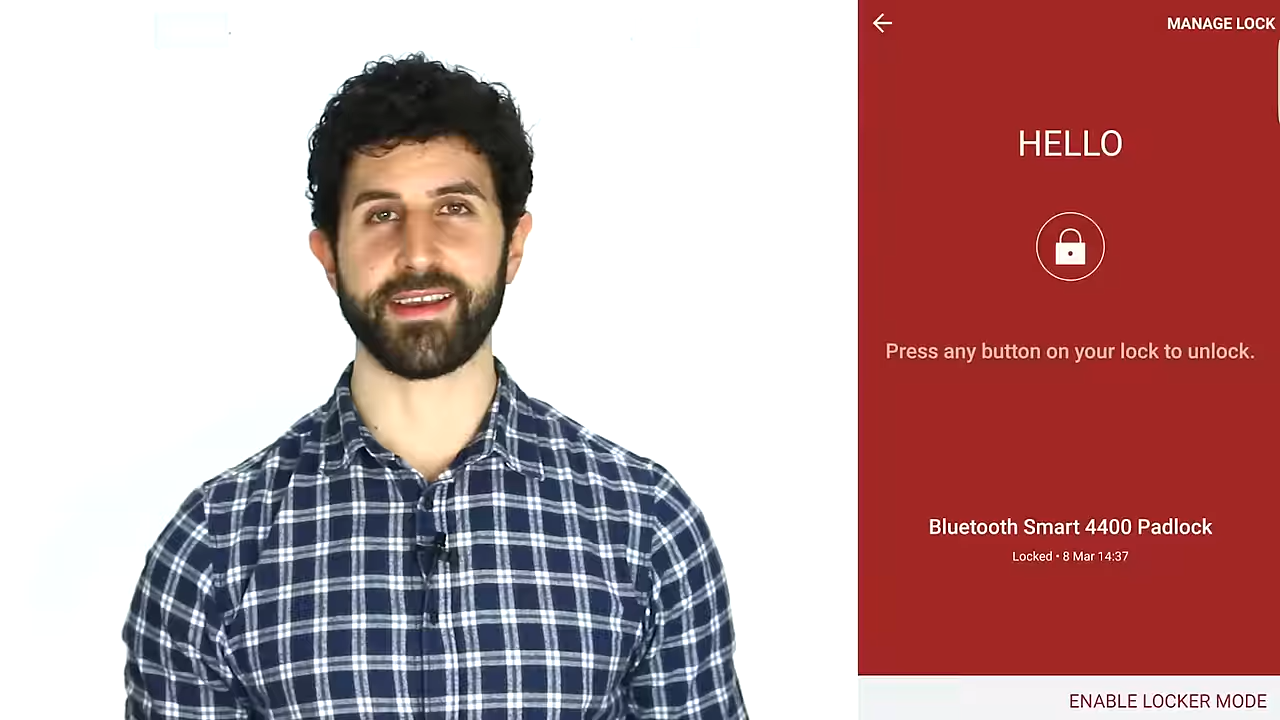 MANAGE LOCK
HELLO
Press any button on your lock to unlock.
Bluetooth Smart 4400 Padlock
Locked • 8 Mar 14:37
ENABLE LOCKER MODE